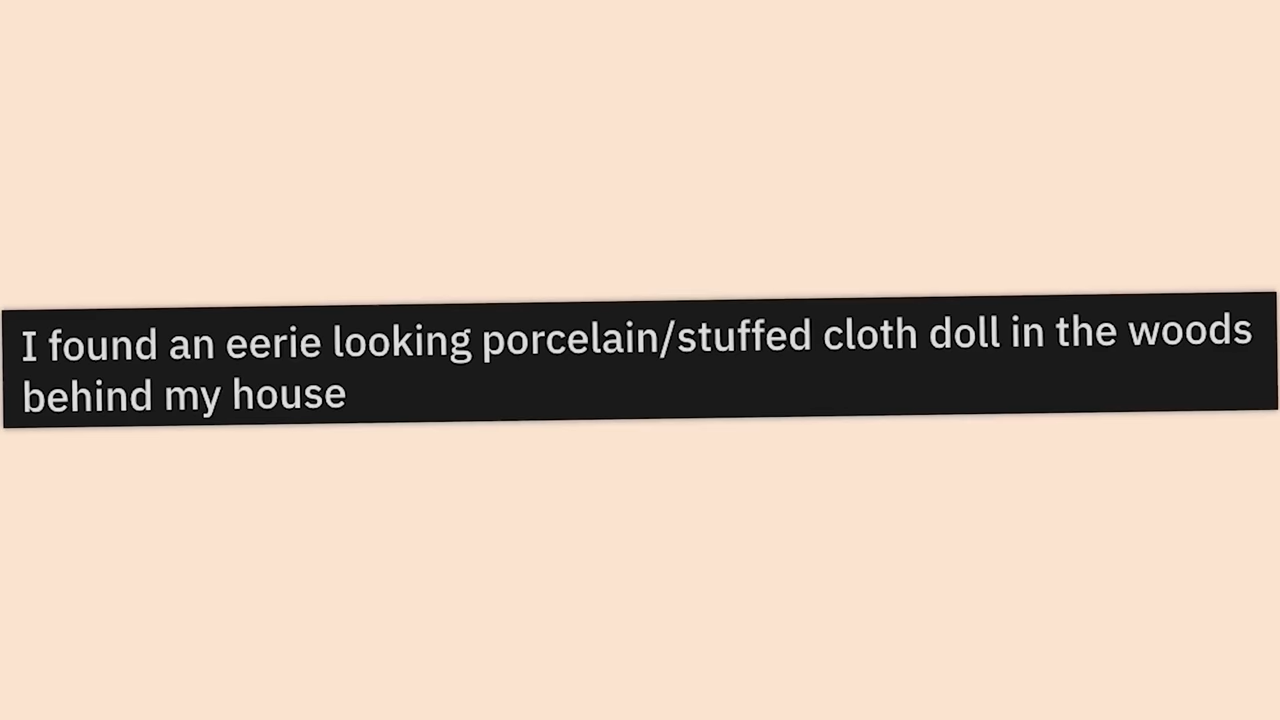 I found an eerie looking porcelain/stuffed cloth doll in the woods
behind my house